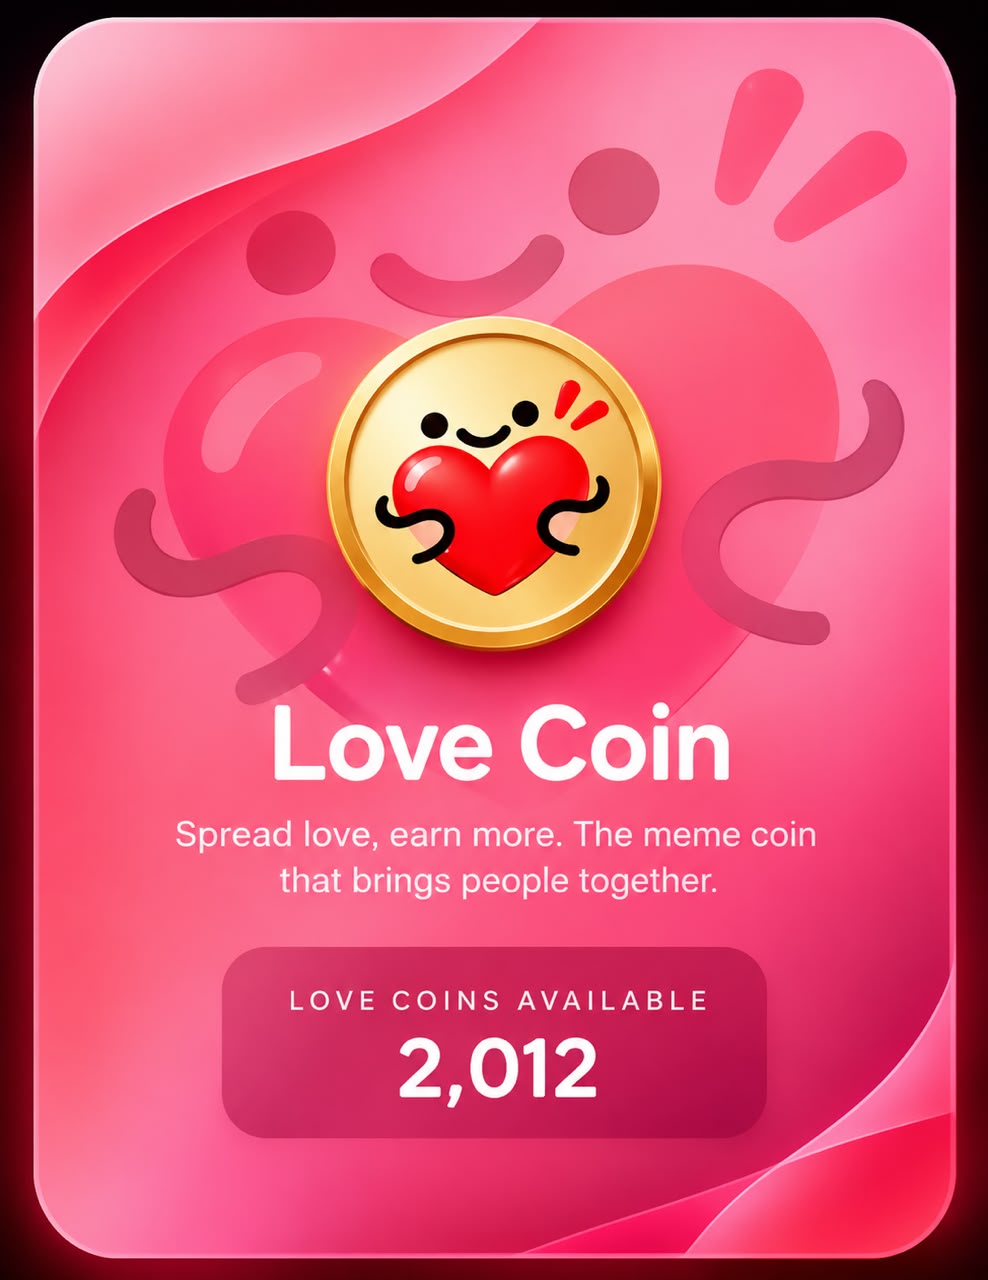 Love Coin
Spread love, earn more. The meme coin
that brings people together.
LOVE COINS AVAILABLE
2,012